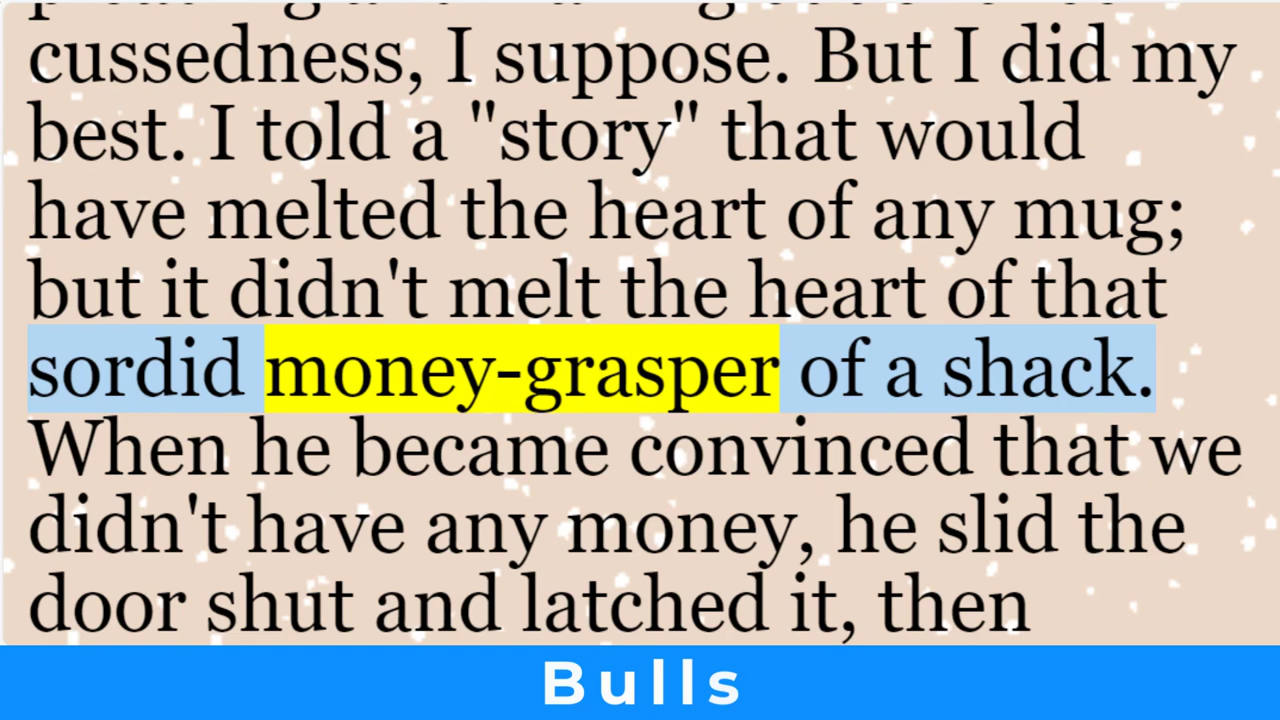 cussedness, I suppose. But I did my
best. I told a "story" that would
have melted the heart of any mug;
but it didn't melt the heart of that
sordid money-grasper of a shack.
When he became convinced that we
didn't have any money, he slid the
door shut and latched it, then
Bulls